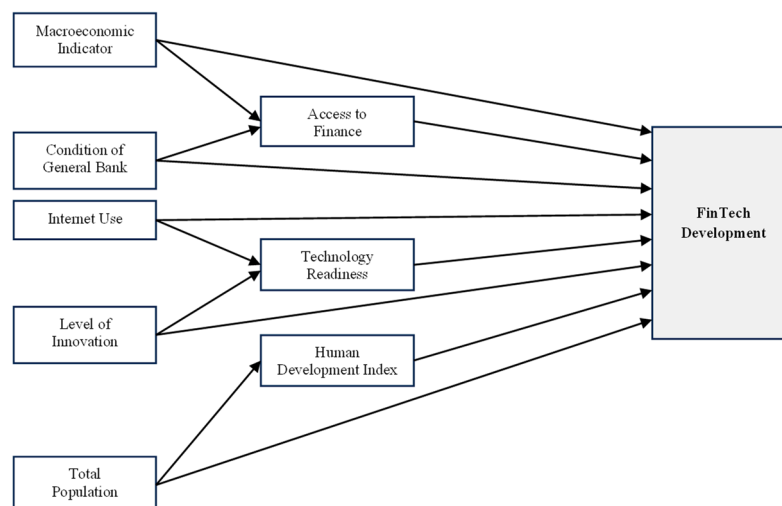 Macroeconomic
Indicator
Access to
Finance
Condition of
General Bank
Internet Use
FinTech
Development
Technology
Readiness
Level of
Innovation
Human
Development Index
Total
Population